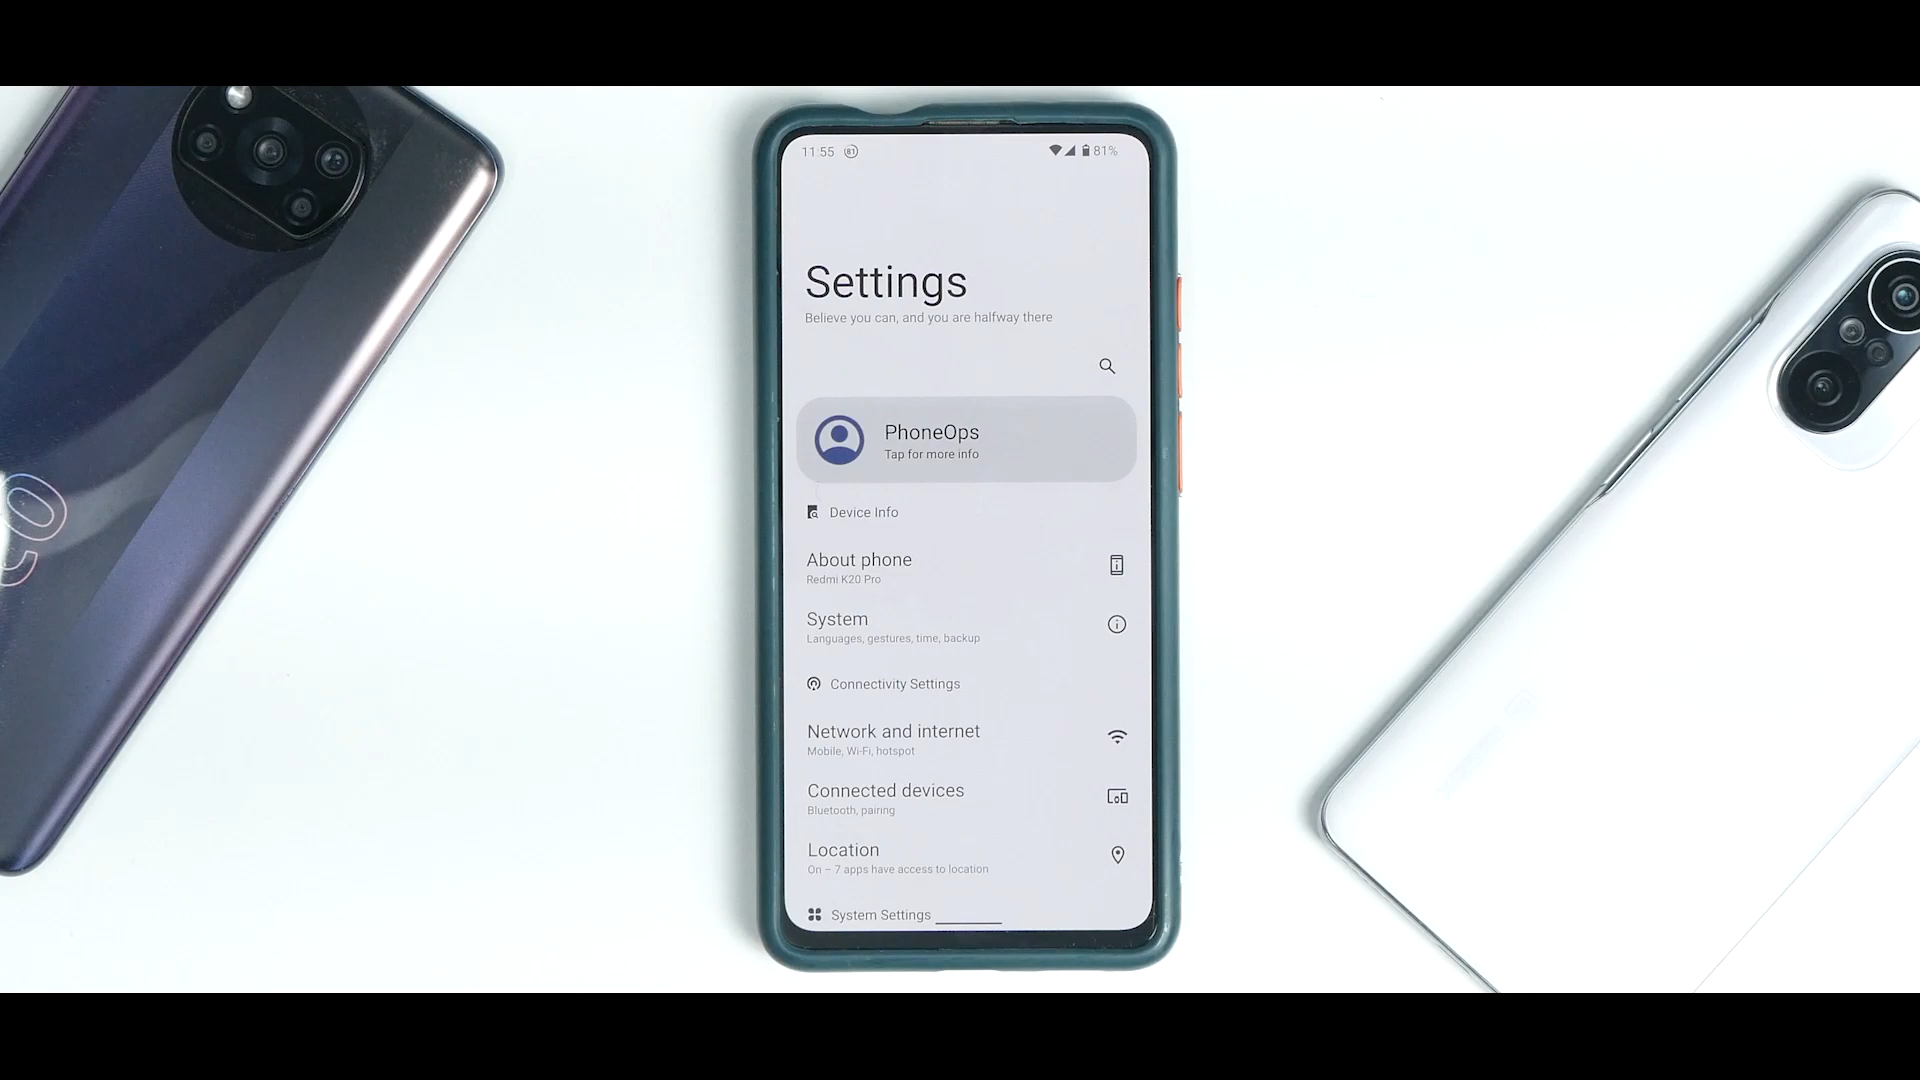 11:55 81 81%
Settings
Believe you can, and you are halfway there
PhoneOps
Tap for more info
Device Info
About phone
Redmi K20 Pro
System
Languages, gestures, time, backup
Connectivity Settings
Network and internet
Mobile, Wi-Fi, hotspot
Connected devices
Bluetooth, pairing
Location
On – 7 apps have access to location
System Settings